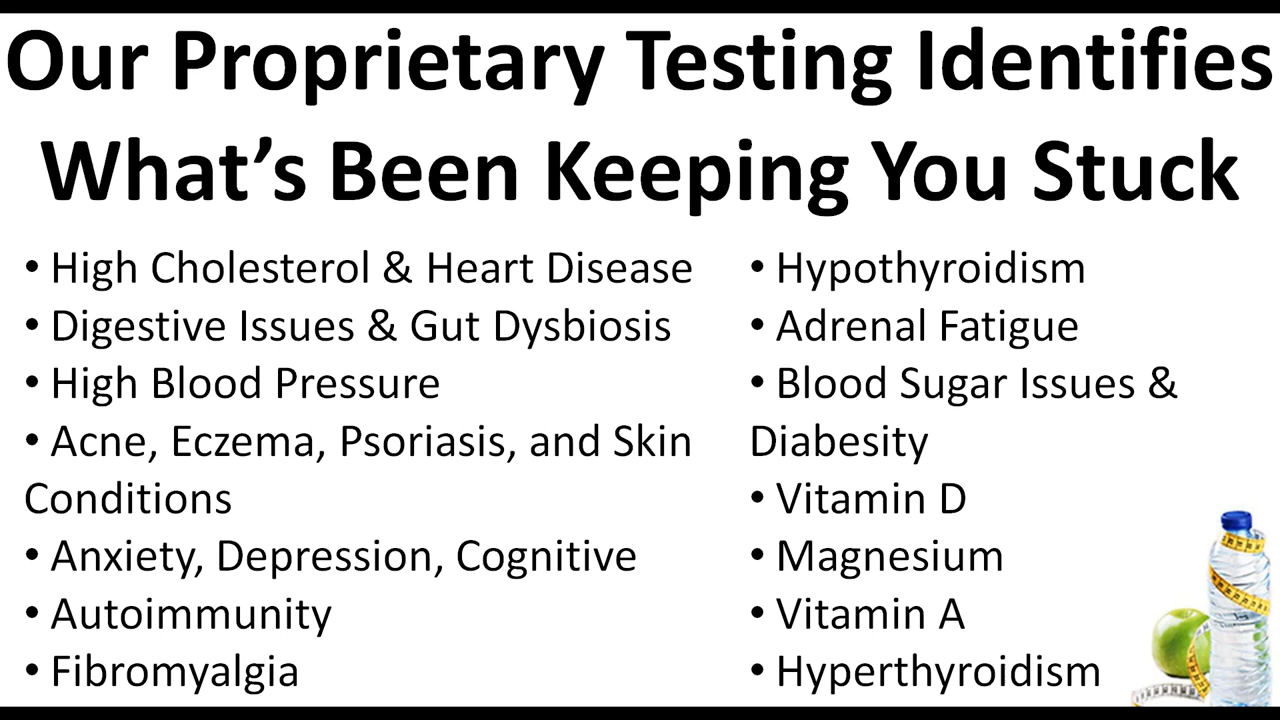 Our Proprietary Testing Identifies
What's Been Keeping You Stuck
• High Cholesterol & Heart Disease
• Digestive Issues & Gut Dysbiosis
• High Blood Pressure
• Acne, Eczema, Psoriasis, and Skin
Conditions
• Anxiety, Depression, Cognitive
• Autoimmunity
• Fibromyalgia
• Hypothyroidism
• Adrenal Fatigue
• Blood Sugar Issues &
Diabesity
• Vitamin D
• Magnesium
• Vitamin A
• Hyperthyroidism